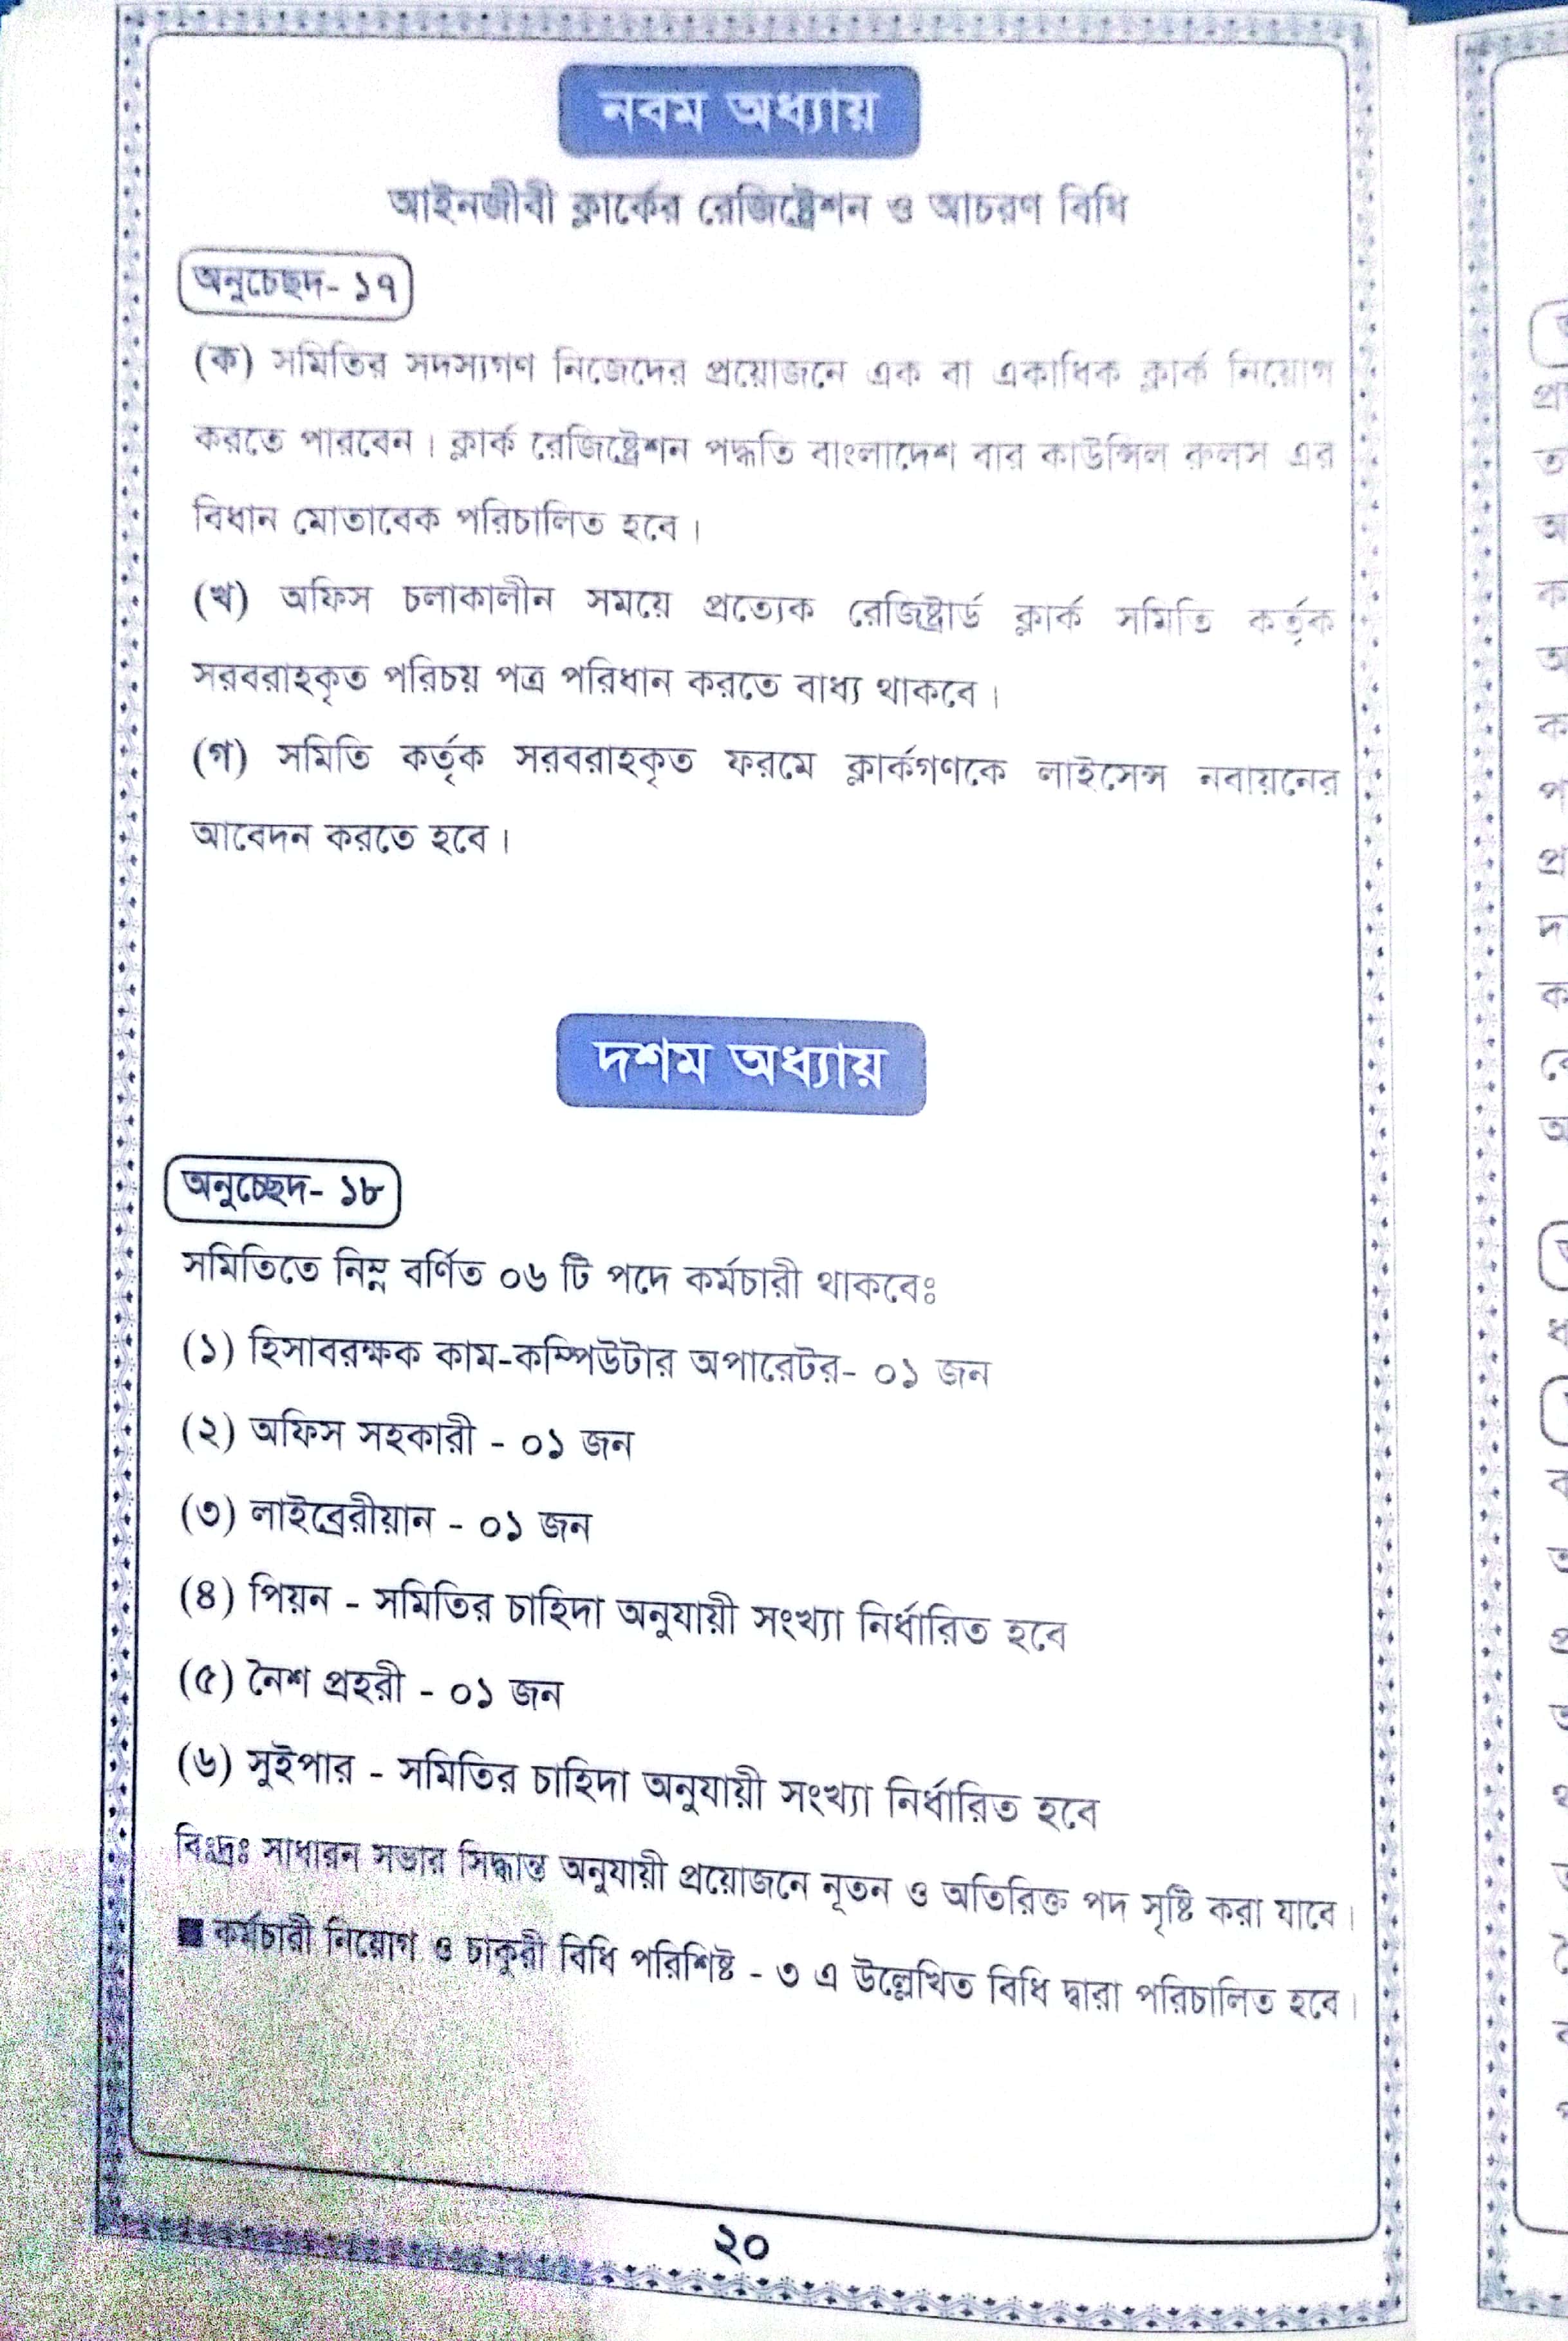 নবম অধ্যায়
আইনজীবী ক্লার্কের রেজিষ্ট্রেশন ও আচরণ বিধি
অনুচ্ছেদ- ১৭
(ক) সমিতির সদস্যগণ নিজেদের প্রয়োজনে এক বা একাধিক ক্লার্ক নিয়োগ
করতে পারবেন। ক্লার্ক রেজিষ্ট্রেশন পদ্ধতি বাংলাদেশ বার কাউন্সিল রুলস এর
বিধান মোতাবেক পরিচালিত হবে।
(খ) অফিস চলাকালীন সময়ে প্রত্যেক রেজিষ্ট্রার্ড ক্লার্ক সমিতি কর্তৃক
সরবরাহকৃত পরিচয় পত্র পরিধান করতে বাধ্য থাকবে।
(গ) সমিতি কর্তৃক সরবরাহকৃত ফরমে ক্লার্কগণকে লাইসেন্স নবায়নের
আবেদন করতে হবে।
দশম অধ্যায়
অনুচ্ছেদ- ১৮
সমিতিতে নিম্ন বর্ণিত ০৬ টি পদে কর্মচারী থাকবেঃ
(১) হিসাবরক্ষক কাম-কম্পিউটার অপারেটর- ০১ জন
(২) অফিস সহকারী - ০১ জন
(৩) লাইব্রেরীয়ান - ০১ জন
(৪) পিয়ন - সমিতির চাহিদা অনুযায়ী সংখ্যা নির্ধারিত হবে
(৫) নৈশ প্রহরী - ০১ জন
(৬) সুইপার - সমিতির চাহিদা অনুযায়ী সংখ্যা নির্ধারিত হবে
বিঃদ্রঃ সাধারন সভার সিদ্ধান্ত অনুযায়ী প্রয়োজনে নূতন ও অতিরিক্ত পদ সৃষ্টি করা যাবে।
■ কর্মচারী নিয়োগ ও চাকুরী বিধি পরিশিষ্ট - ৩ এ উল্লেখিত বিধি দ্বারা পরিচালিত হবে।
২০